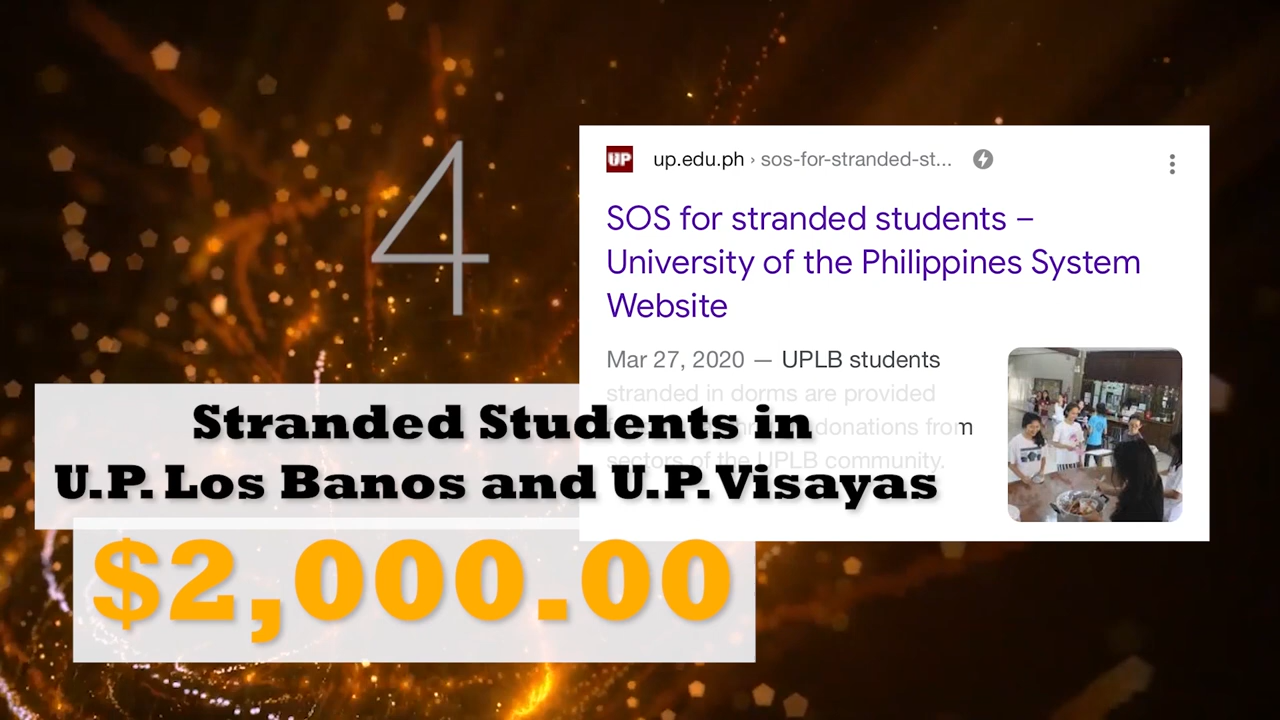 4
UP
up.edu.ph › sos-for-stranded-st...
SOS for stranded students –
University of the Philippines System
Website
Mar 27, 2020 — UPLB students
stranded in dorms are provided
donations from
sectors of the UPLB community.
Stranded Students in
U.P. Los Banos and U.P. Visayas
$2,000.00